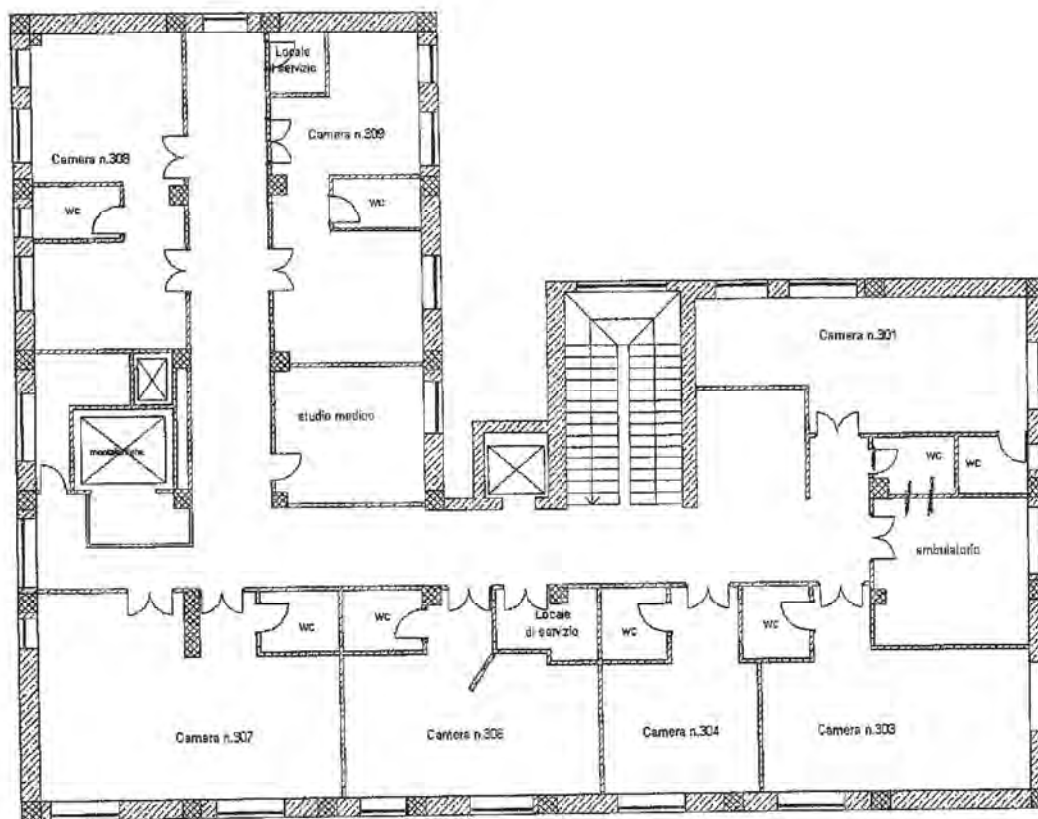 Locale
di servizio
Camera n.309
Camera n.308
wc
wc
Camera n.301
studio medico
wc
wc
ambulatorio
wc
wc
Locale
di servizio
wc
wc
Camera n.307
Camera n.306
Camera n.304
Camera n.303